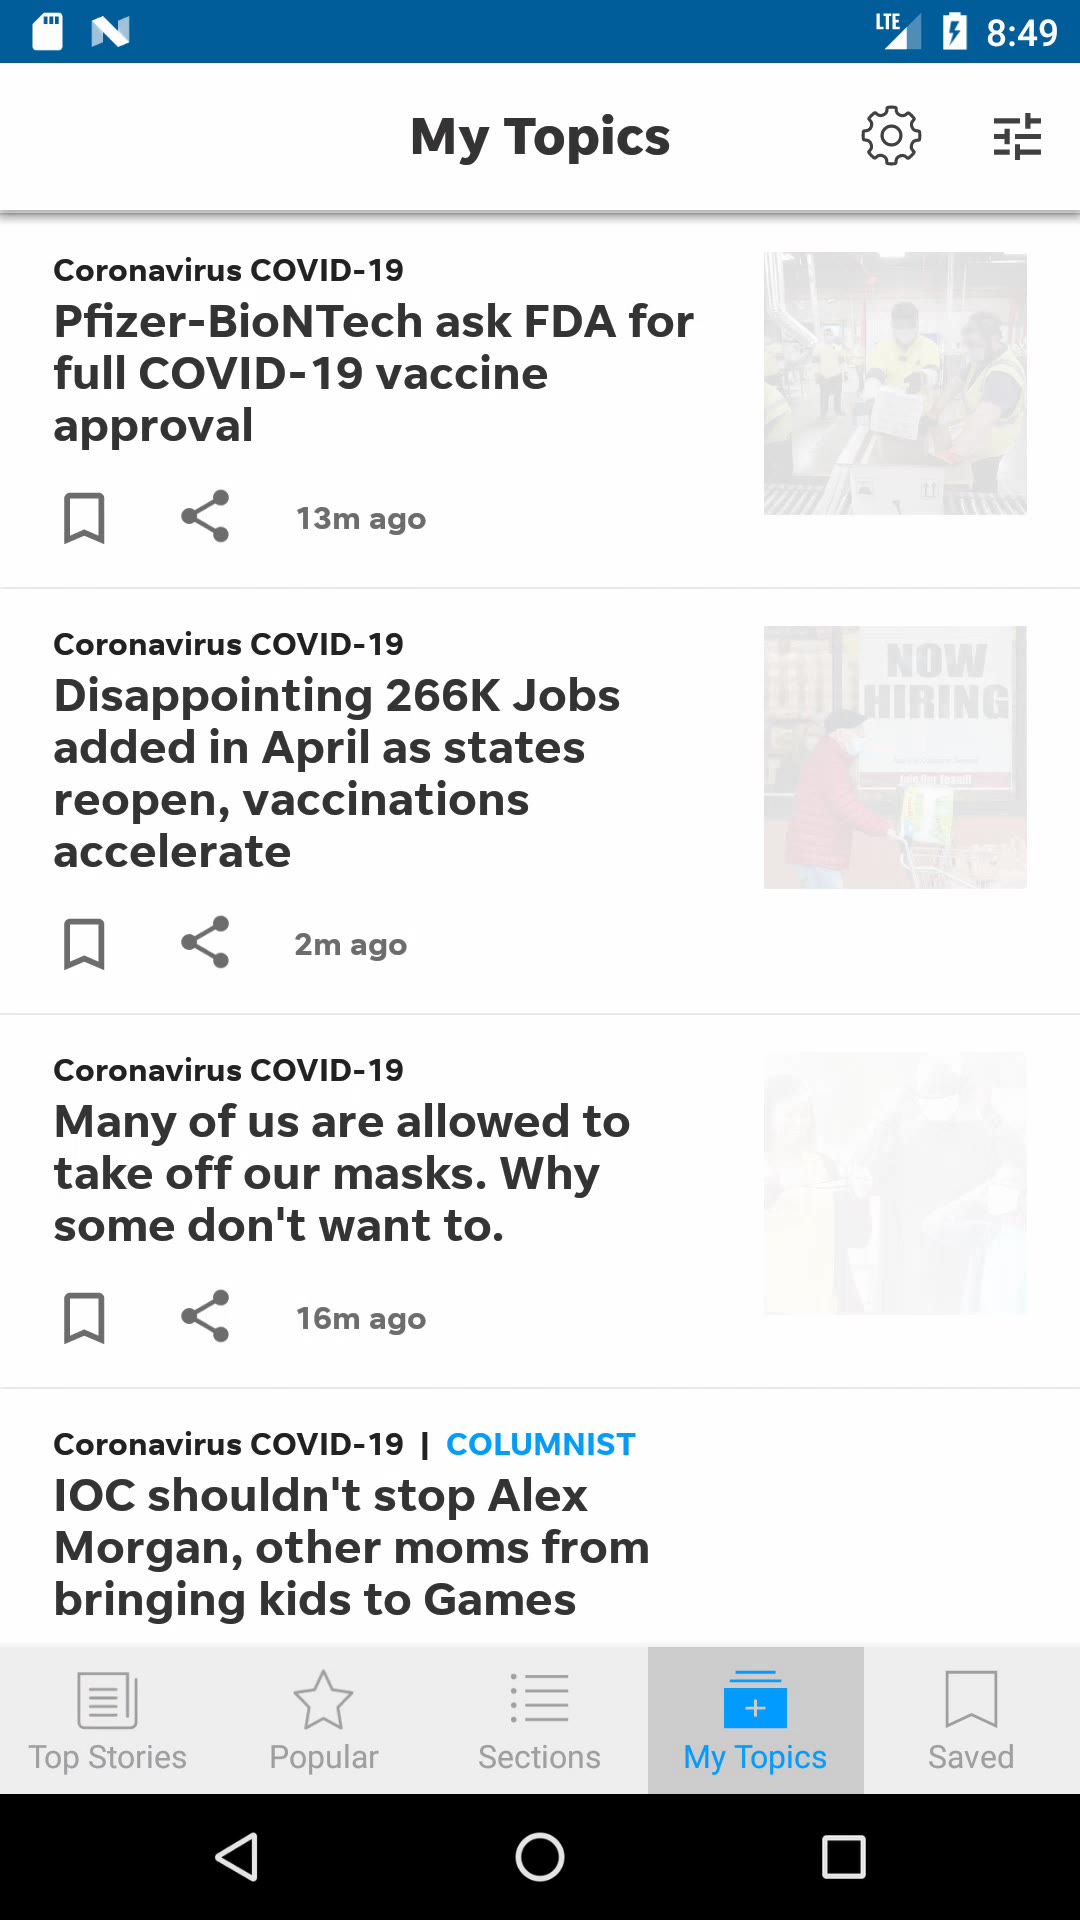 LTE 8:49
My Topics
Coronavirus COVID-19
Pfizer-BioNTech ask FDA for
full COVID-19 vaccine
approval
13m ago
Coronavirus COVID-19
Disappointing 266K Jobs
added in April as states
reopen, vaccinations
accelerate
NOW
HIRING
Join Our Team!!
2m ago
Coronavirus COVID-19
Many of us are allowed to
take off our masks. Why
some don't want to.
16m ago
Coronavirus COVID-19 | COLUMNIST
IOC shouldn't stop Alex
Morgan, other moms from
bringing kids to Games
Top Stories
Popular
Sections
My Topics
Saved